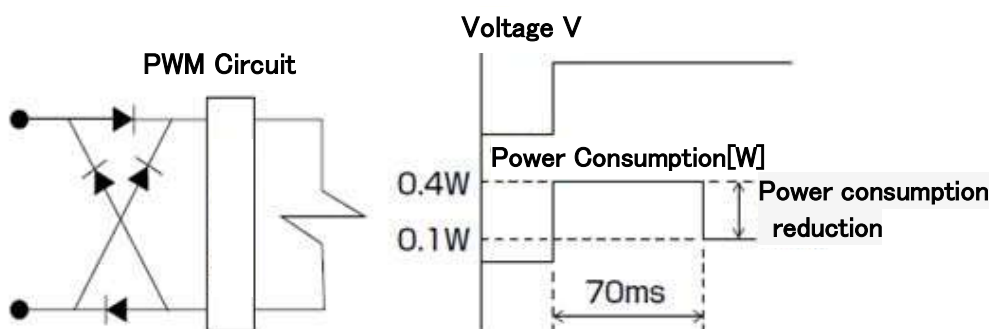 Voltage V
PWM Circuit
Power Consumption[W]
0.4W
Power consumption
reduction
0.1W
70ms